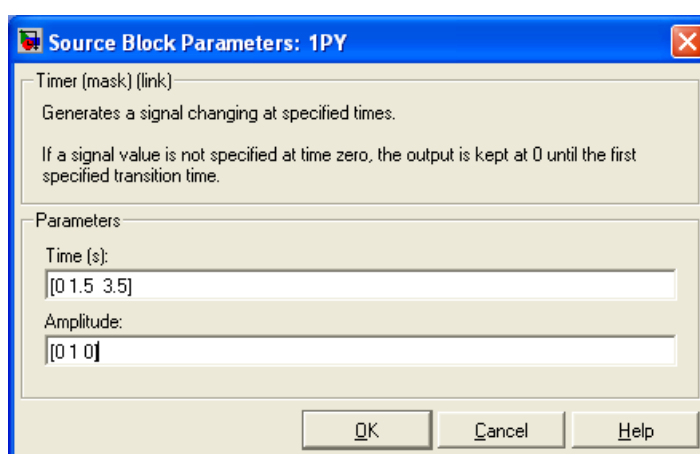 Source Block Parameters: 1PY
Timer (mask) (link)
Generates a signal changing at specified times.
If a signal value is not specified at time zero, the output is kept at 0 until the first
specified transition time.
Parameters
Time (s):
[0 1.5  3.5]
Amplitude:
[0 1 0]
OK
Cancel
Help